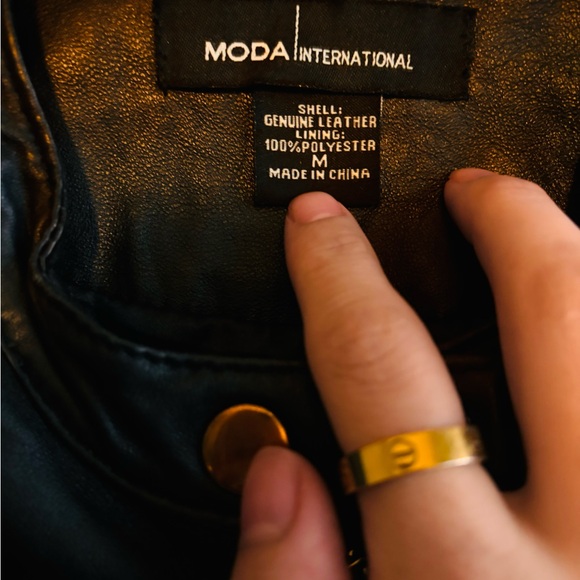 MODA INTERNATIONAL
SHELL:
GENUINE LEATHER
LINING:
100%POLYESTER
M
MADE IN CHINA